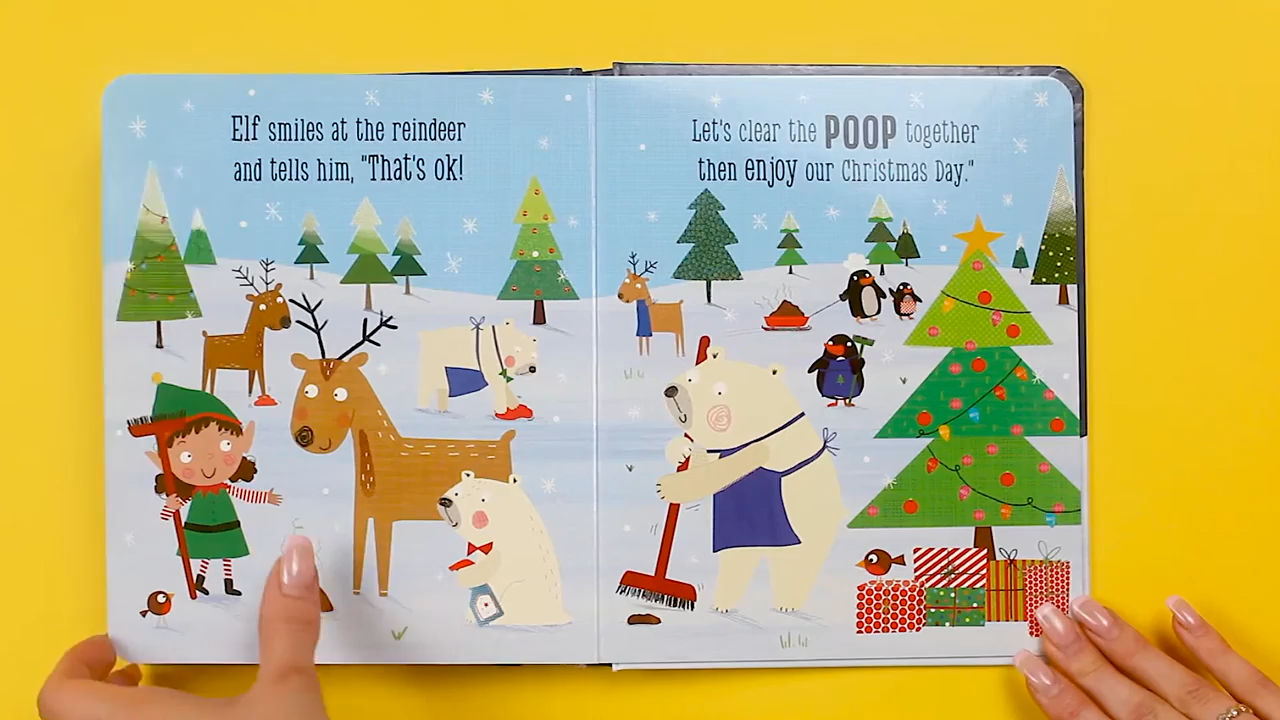 Elf smiles at the reindeer
and tells him, "That's ok!
Let's clear the POOP together
then enjoy our Christmas Day."